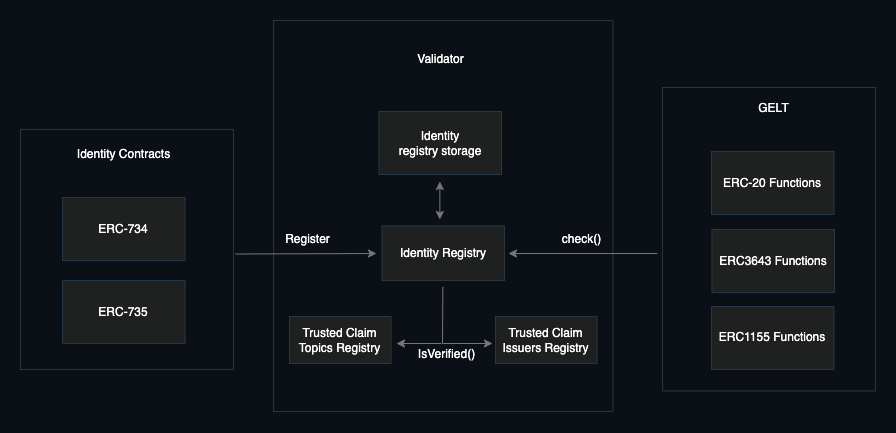 Validator
Identity
registry storage
Identity Contracts
ERC-734
ERC-735
Register
Identity Registry
check()
Trusted Claim
Topics Registry
IsVerified()
Trusted Claim
Issuers Registry
GELT
ERC-20 Functions
ERC3643 Functions
ERC1155 Functions